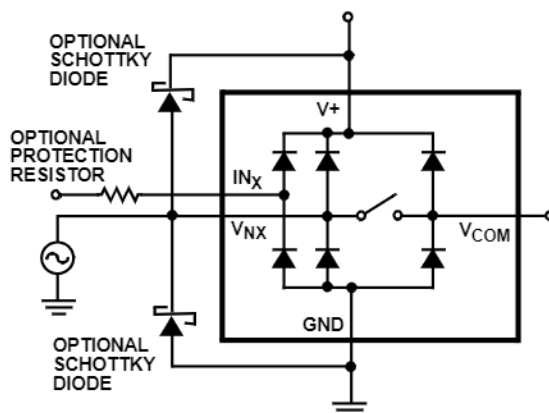 OPTIONAL
SCHOTTKY
DIODE
OPTIONAL
PROTECTION
RESISTOR
V+
INX
VNX
VCOM
GND
OPTIONAL
SCHOTTKY
DIODE